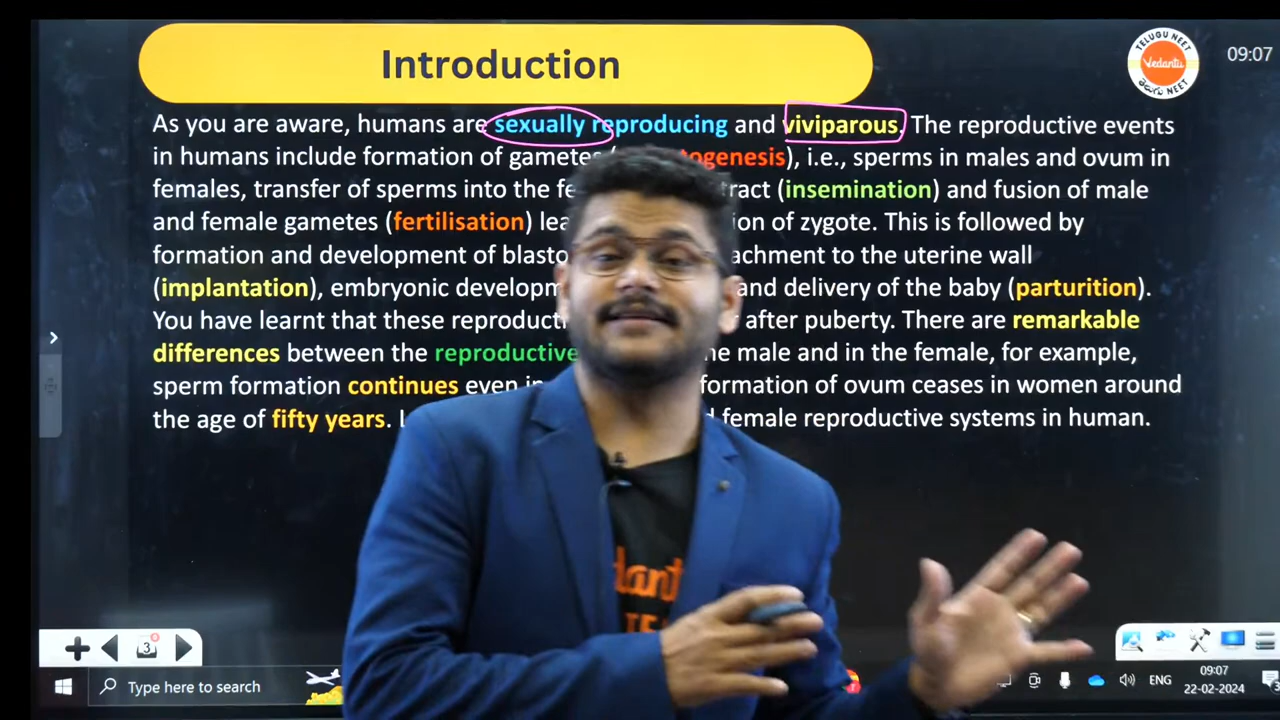 Introduction
TELUGU NEET
Vedantu
తెలుగు NEET
09:07
As you are aware, humans are sexually reproducing and viviparous. The reproductive events
in humans include formation of gametes ( togenesis), i.e., sperms in males and ovum in
females, transfer of sperms into the fe tract (insemination) and fusion of male
and female gametes (fertilisation) lea ion of zygote. This is followed by
formation and development of blasto achment to the uterine wall
(implantation), embryonic developm and delivery of the baby (parturition).
You have learnt that these reproducti after puberty. There are remarkable
differences between the reproductive he male and in the female, for example,
sperm formation continues even in formation of ovum ceases in women around
the age of fifty years. L female reproductive systems in human.
dant
TE
3
Type here to search
ENG
09:07
22-02-2024